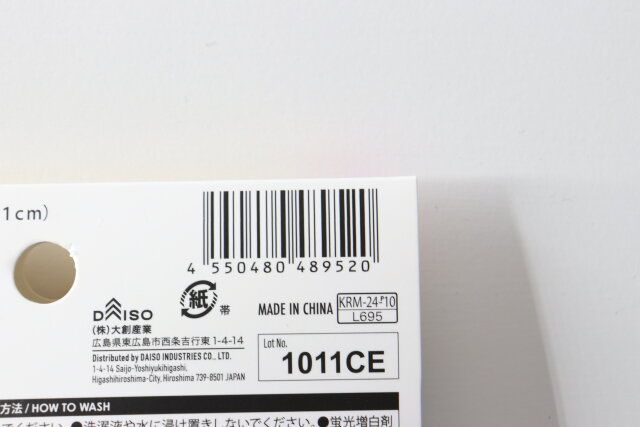 1cm)
4 550480 489520
紙 帯
MADE IN CHINA
KRM-24-*10
L695
DAISO
(株)大創産業
広島県東広島市西条吉行東1-4-14
Distributed by DAISO INDUSTRIES CO., LTD.
1-4-14 Saijo-Yoshiyukihigashi,
Higashihiroshima-City, Hiroshima 739-8501 JAPAN
Lot No.
1011CE
方法 / HOW TO WASH
てください。●洗濯液や水に浸け置きしないでください。●蛍光増白剤